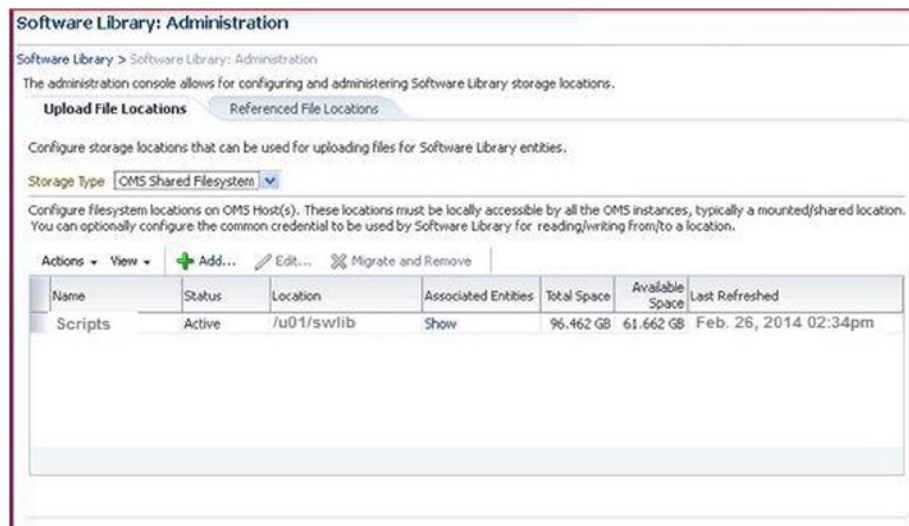 Software Library: Administration
Software Library > Software Library: Administration
The administration console allows for configuring and administering Software Library storage locations.
Upload File Locations Referenced File Locations
Configure storage locations that can be used for uploading files for Software Library entities.
Storage Type OMS Shared Filesystem
Configure filesystem locations on OMS Host(s). These locations must be locally accessible by all the OMS instances, typically a mounted/shared location.
You can optionally configure the common credential to be used by Software Library for reading/writing from/to a location.
Actions View Add... Edit... Migrate and Remove
Name Status Location Associated Entities Total Space Available Space Last Refreshed
Scripts Active /u01/swlib Show 96.462 GB 61.662 GB Feb. 26, 2014 02:34pm